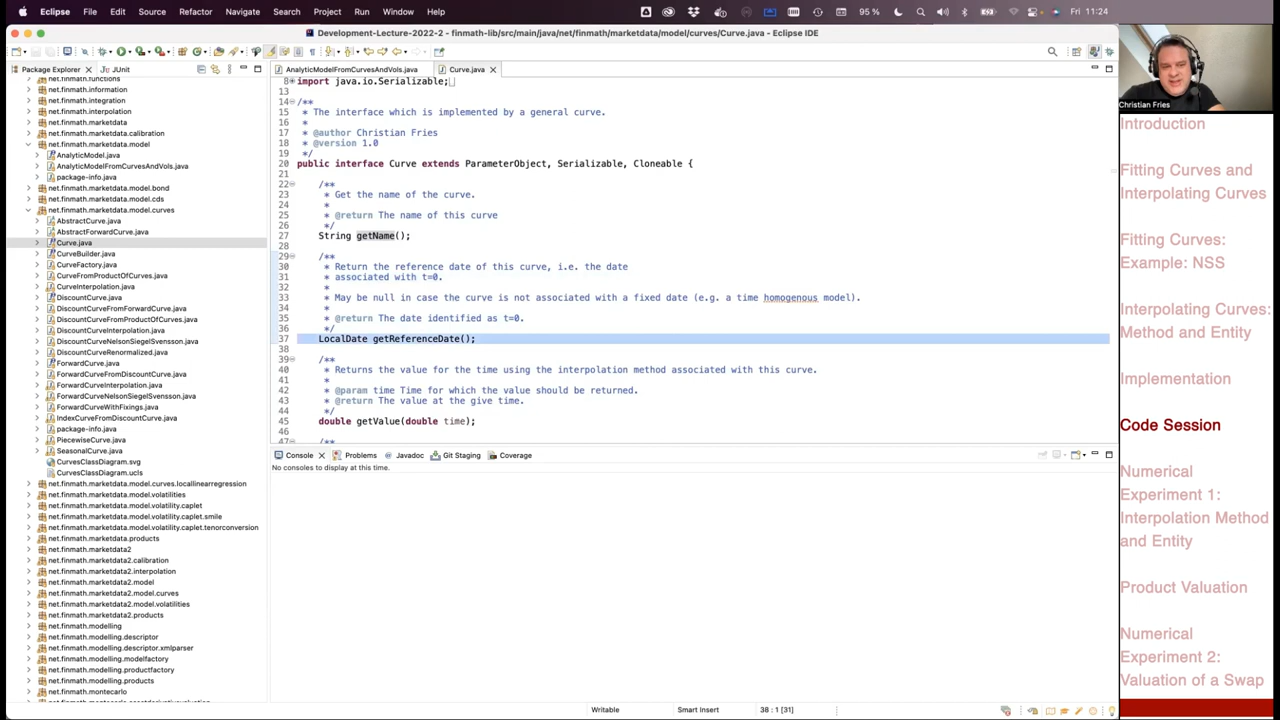 Eclipse File Edit Source Refactor Navigate Search Project Run Window Help 95 % Fri 11:24
Development-Lecture-2022-2 - finmath-lib/src/main/java/net/finmath/marketdata/model/curves/Curve.java - Eclipse IDE
Package Explorer
JUnit
net.finmath.functions
net.finmath.information
net.finmath.integration
net.finmath.interpolation
net.finmath.marketdata
net.finmath.marketdata.calibration
net.finmath.marketdata.model
AnalyticModel.java
AnalyticModelFromCurvesAndVols.java
package-info.java
net.finmath.marketdata.model.bond
net.finmath.marketdata.model.cds
net.finmath.marketdata.model.curves
AbstractCurve.java
AbstractForwardCurve.java
Curve.java
CurveBuilder.java
CurveFactory.java
CurveFromProductOfCurves.java
CurveInterpolation.java
DiscountCurve.java
DiscountCurveFromForwardCurve.java
DiscountCurveFromProductOfCurves.java
DiscountCurveInterpolation.java
DiscountCurveNelsonSiegelSvensson.java
DiscountCurveRenormalized.java
ForwardCurve.java
ForwardCurveFromDiscountCurve.java
ForwardCurveInterpolation.java
ForwardCurveNelsonSiegelSvensson.java
ForwardCurveWithFixings.java
IndexCurveFromDiscountCurve.java
package-info.java
PiecewiseCurve.java
SeasonalCurve.java
CurvesClassDiagram.svg
CurvesClassDiagram.ucls
net.finmath.marketdata.model.curves.locallinearregression
net.finmath.marketdata.model.volatilities
net.finmath.marketdata.model.volatility.caplet
net.finmath.marketdata.model.volatility.caplet.smile
net.finmath.marketdata.model.volatility.caplet.tenorconversion
net.finmath.marketdata.products
net.finmath.marketdata2
net.finmath.marketdata2.calibration
net.finmath.marketdata2.interpolation
net.finmath.marketdata2.model
net.finmath.marketdata2.model.curves
net.finmath.marketdata2.model.volatilities
net.finmath.marketdata2.products
net.finmath.modelling
net.finmath.modelling.descriptor
net.finmath.modelling.descriptor.xmlparser
net.finmath.modelling.modelfactory
net.finmath.modelling.productfactory
net.finmath.modelling.products
net.finmath.montecarlo
AnalyticModelFromCurvesAndVols.java
Curve.java
8 import java.io.Serializable;
13
14 /**
15 * The interface which is implemented by a general curve.
16 *
17 * @author Christian Fries
18 * @version 1.0
19 */
20 public interface Curve extends ParameterObject, Serializable, Cloneable {
21
22 /**
23 * Get the name of the curve.
24 *
25 * @return The name of this curve
26 */
27 String getName();
28
29 /**
30 * Return the reference date of this curve, i.e. the date
31 * associated with t=0.
32 *
33 * May be null in case the curve is not associated with a fixed date (e.g. a time homogenous model).
34 *
35 * @return The date identified as t=0.
36 */
37 LocalDate getReferenceDate();
38
39 /**
40 * Returns the value for the time using the interpolation method associated with this curve.
41 *
42 * @param time Time for which the value should be returned.
43 * @return The value at the give time.
44 */
45 double getValue(double time);
46
47 /**
Console Problems Javadoc Git Staging Coverage
No consoles to display at this time.
Writable Smart Insert 38 : 1 [31]
Christian Fries
Introduction
Fitting Curves and
Interpolating Curves
Fitting Curves:
Example: NSS
Interpolating Curves:
Method and Entity
Implementation
Code Session
Numerical
Experiment 1:
Interpolation Method
and Entity
Product Valuation
Numerical
Experiment 2:
Valuation of a Swap